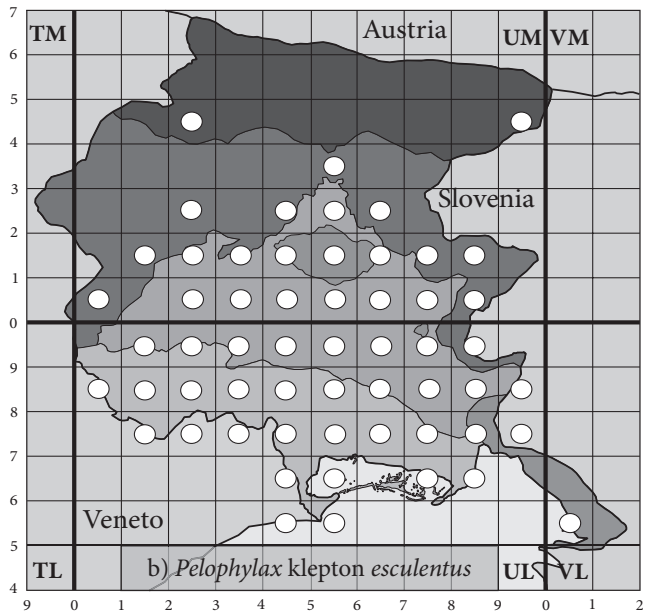 7
TM
Austria
UM VM
6
5
4
Slovenia
3
2
1
0
9
8
7
6
Veneto
5
TL
b) Pelophylax klepton esculentus
UL VL
4
9 0 1 2 3 4 5 6 7 8 9 0 1 2